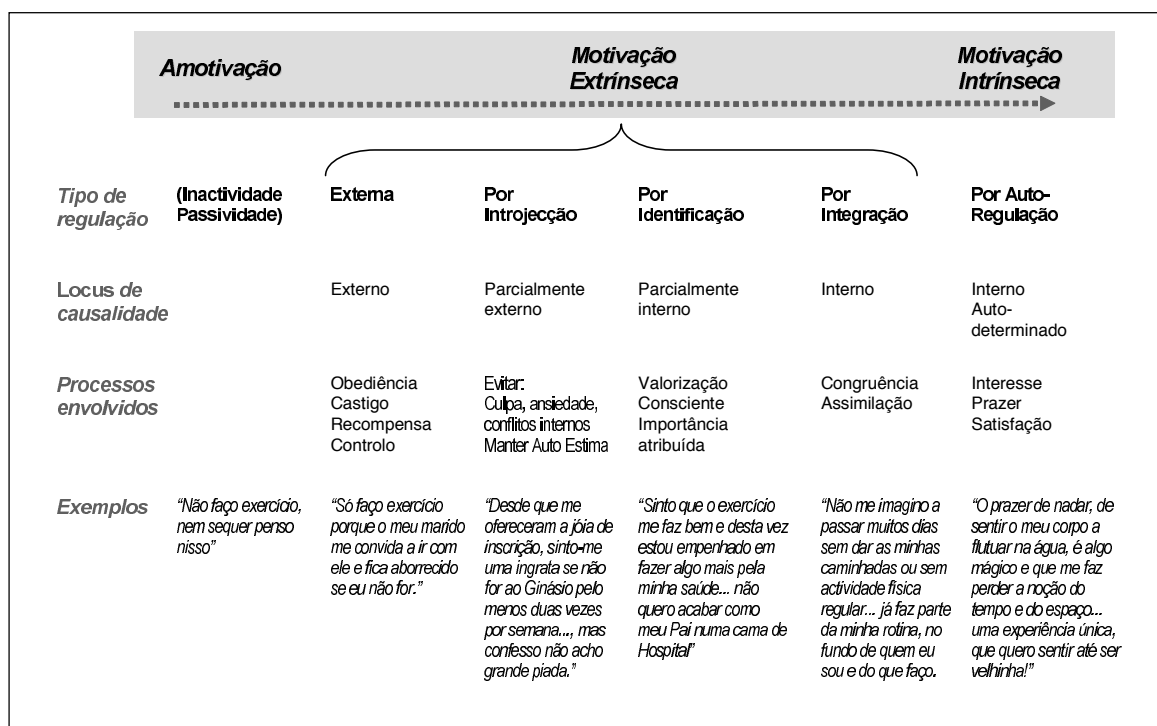 Amotivação
Motivação
Extrínseca
Motivação
Intrínseca
Tipo de
regulação
(Inactividade
Passividade)
Externa
Por
Introjecção
Por
Identificação
Por
Integração
Por Auto-
Regulação
Locus de
causalidade
Externo
Parcialmente
externo
Parcialmente
interno
Interno
Interno
Auto-
determinado
Processos
envolvidos
Obediência
Castigo
Recompensa
Controlo
Evitar:
Culpa, ansiedade,
conflitos internos
Manter Auto Estima
Valorização
Consciente
Importância
atribuída
Congruência
Assimilação
Interesse
Prazer
Satisfação
Exemplos
“Não faço exercício,
nem sequer penso
nisso”
“Só faço exercício
porque o meu marido
me convida a ir com
ele e fica aborrecido
se eu não for.”
“Desde que me
ofereceram a jóia de
inscrição, sinto-me
uma ingrata se não
for ao Ginásio pelo
menos duas vezes
por semana..., mas
confesso não acho
grande piada.”
“Sinto que o exercício
me faz bem e desta vez
estou empenhado em
fazer algo mais pela
minha saúde... não
quero acabar como
meu Pai numa cama de
Hospital”
“Não me imagino a
passar muitos dias
sem dar as minhas
caminhadas ou sem
actividade física
regular... já faz parte
da minha rotina, no
fundo de quem eu
sou e do que faço.
“O prazer de nadar, de
sentir o meu corpo a
flutuar na água, é algo
mágico e que me faz
perder a noção do
tempo e do espaço...
uma experiência única,
que quero sentir até ser
velhinha!”